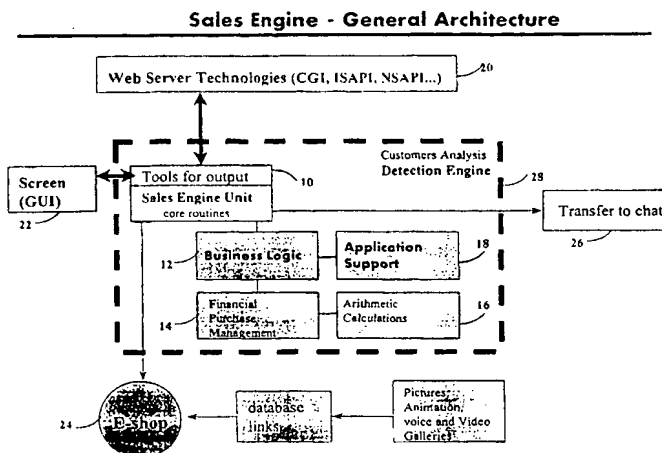 Sales Engine - General Architecture
Web Server Technologies (CGI, ISAPI, NSAPI...)
20
Customers Analysis
Detection Engine
28
Tools for output
10
Sales Engine Unit
core routines
Screen
(GUI)
22
Transfer to chat
26
12
Business Logic
Application
Support
18
14
Financial
Purchase
Management
Arithmetic
Calculations
16
24
E-shop
database
links
Pictures,
Animation,
voice and Video
Galleries